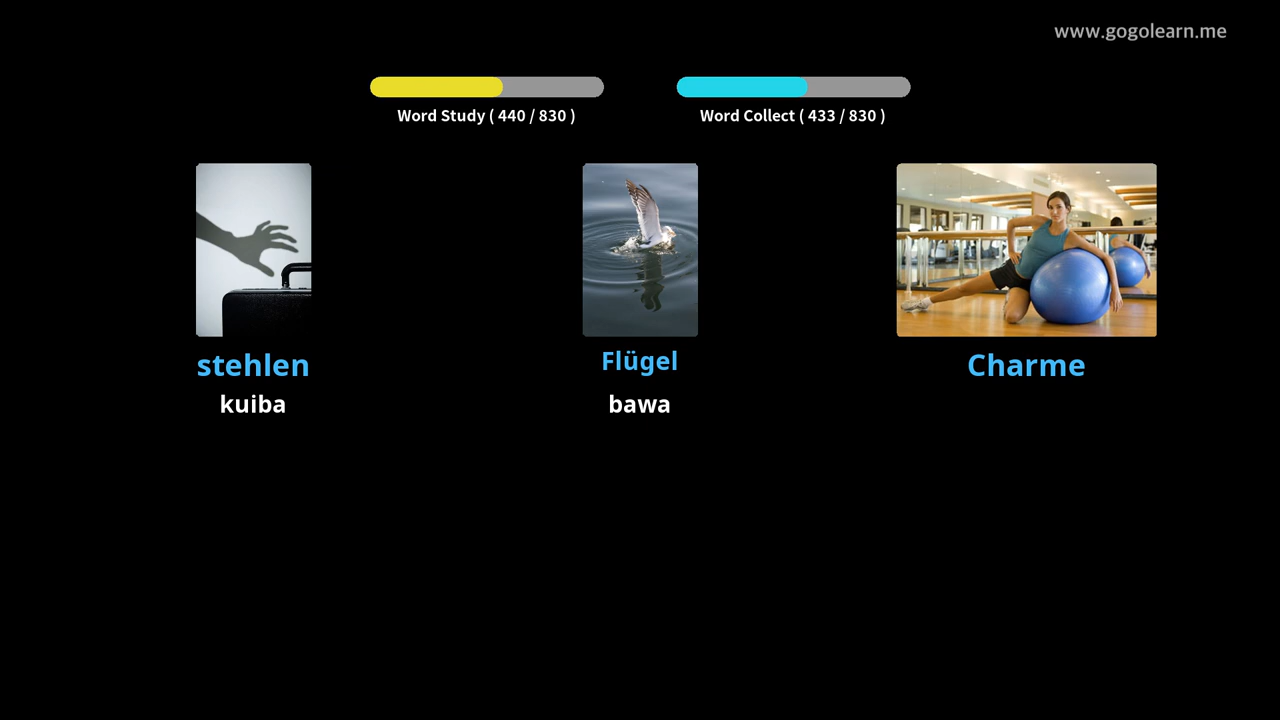 www.gogolearn.me
Word Study ( 440 / 830 )
Word Collect ( 433 / 830 )
stehlen
kuiba
Flügel
bawa
Charme